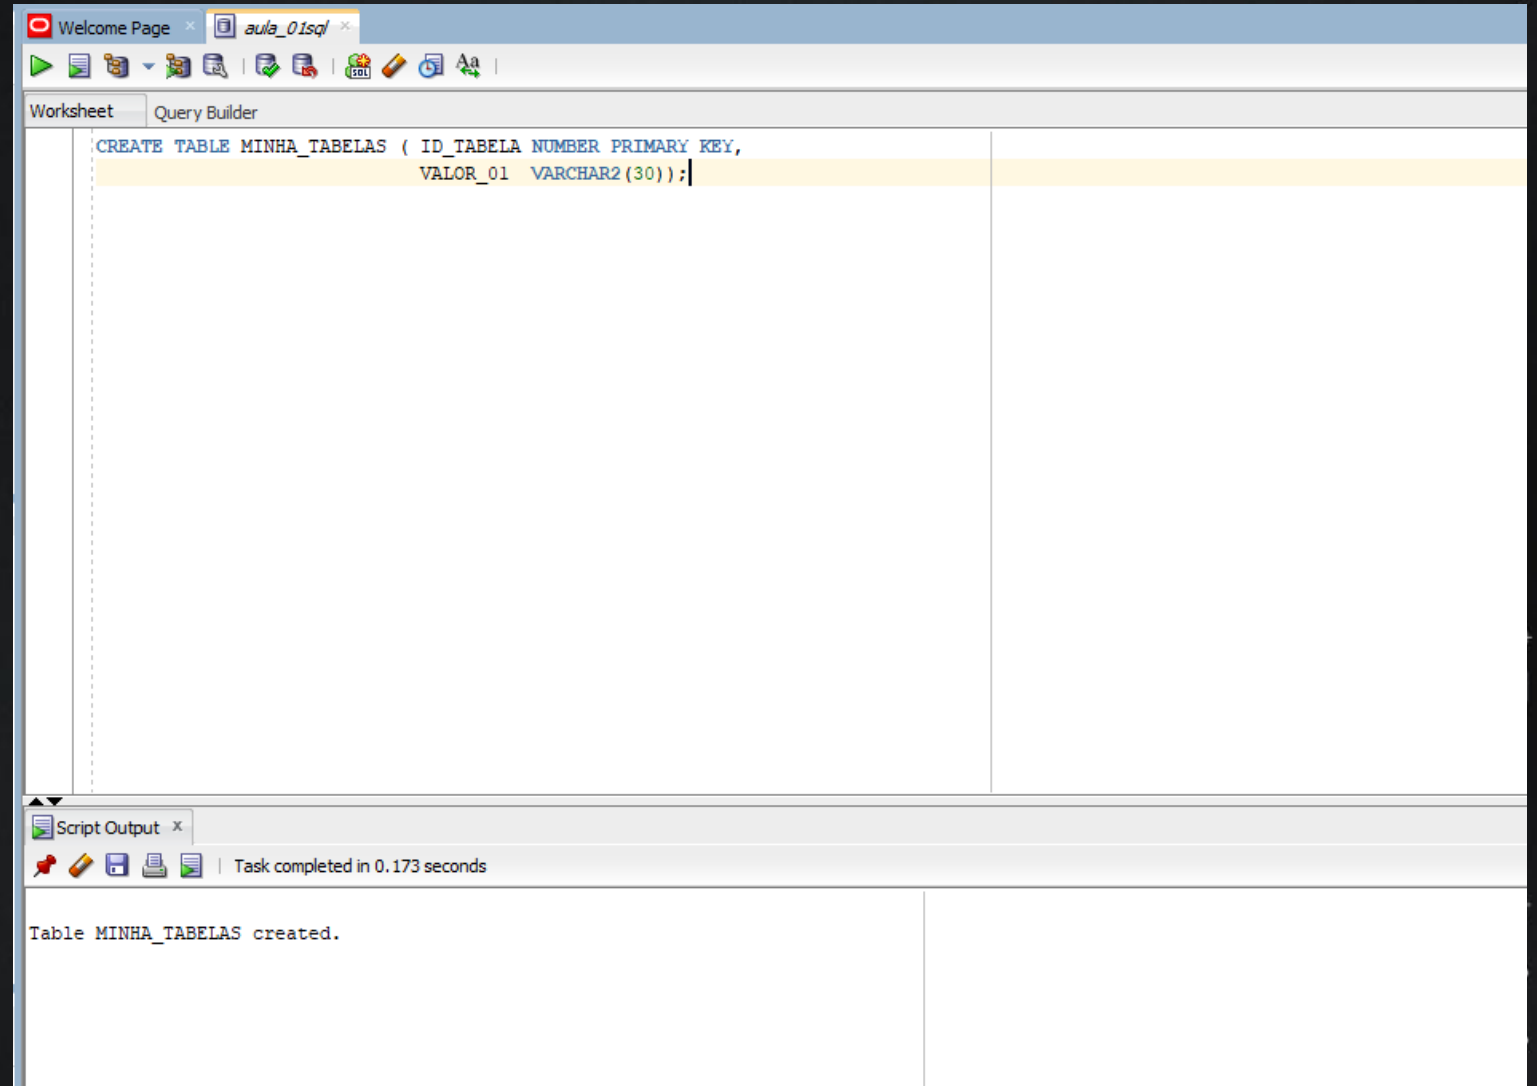 Welcome Page
aula_01sql
Worksheet
Query Builder
CREATE TABLE MINHA_TABELAS ( ID_TABELA NUMBER PRIMARY KEY,
VALOR_01 VARCHAR2(30));
Script Output
Task completed in 0.173 seconds
Table MINHA_TABELAS created.